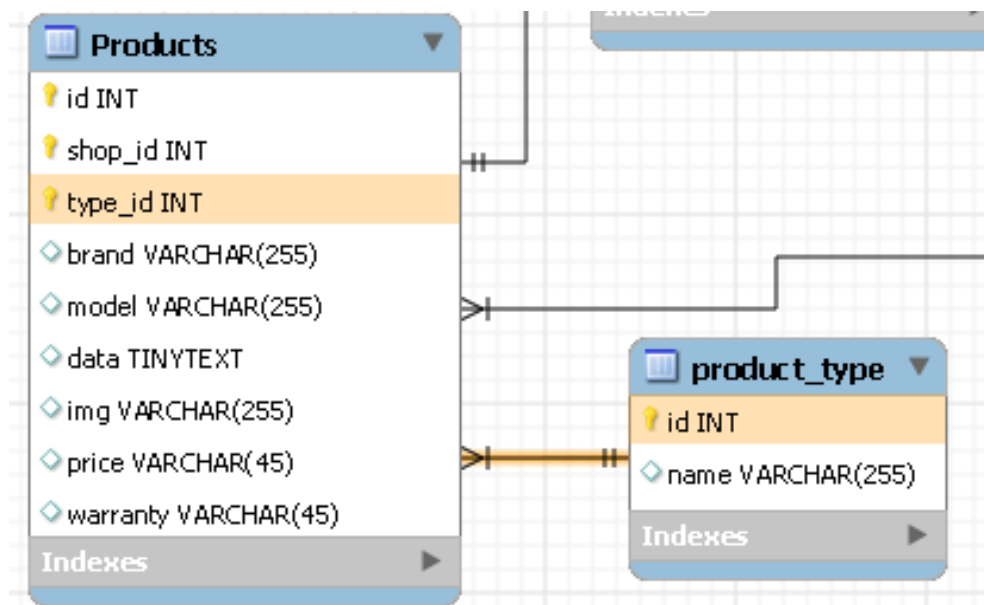 Indexes
Products
id INT
shop_id INT
type_id INT
brand VARCHAR(255)
model VARCHAR(255)
data TINYTEXT
img VARCHAR(255)
price VARCHAR(45)
warranty VARCHAR(45)
Indexes
product_type
id INT
name VARCHAR(255)
Indexes